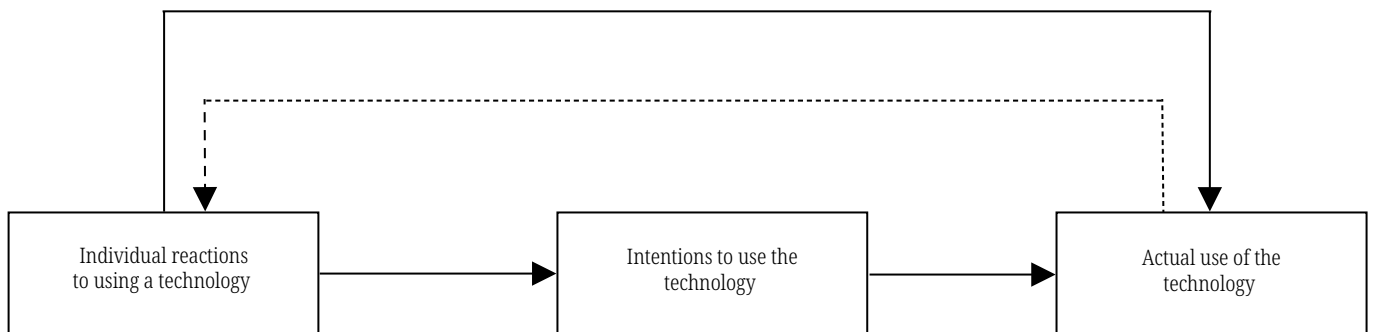 Individual reactions
to using a technology
Intentions to use the
technology
Actual use of the
technology